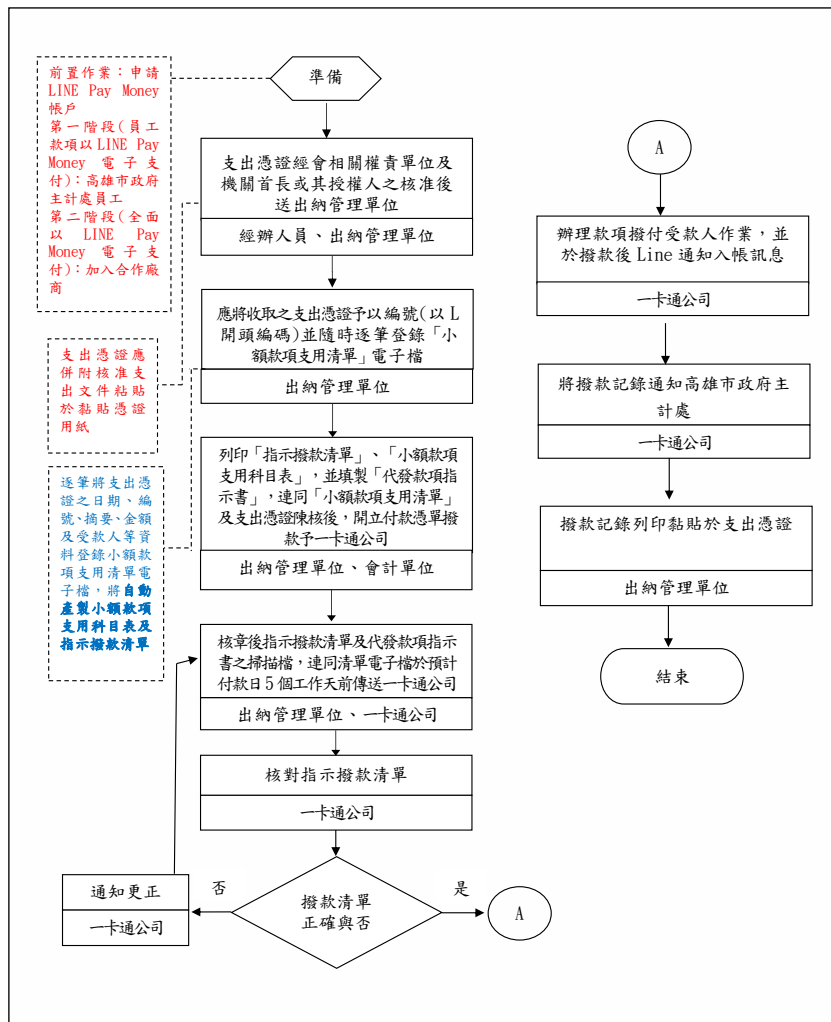 前置作業：申請
LINE Pay Money
帳戶
第一階段(員工
款項以LINE Pay
Money 電子支
付)：高雄市政府
主計處員工
第二階段(全面
以 LINE Pay
Money 電子支
付)：加入合作廠
商
準備
支出憑證經會相關權責單位及
機關首長或其授權人之核准後
送出納管理單位
經辦人員、出納管理單位
支出憑證應
併附核准支
出文件粘貼
於黏貼憑證
用紙
應將收取之支出憑證予以編號(以 L
開頭編碼)並隨時逐筆登錄「小
額款項支用清單」電子檔
出納管理單位
逐筆將支出憑
證之日期、編
號、摘要、金額
及受款人等資
料登錄小額款
項支用清單電
子檔，將自動
產製小額款項
支用科目表及
指示撥款清單
列印「指示撥款清單」、「小額款項
支用科目表」，並填製「代發款項指
示書」，連同「小額款項支用清單」
及支出憑證陳核後，開立付款憑單撥
款予一卡通公司
出納管理單位、會計單位
核章後指示撥款清單及代發款項指示
書之掃描檔，連同清單電子檔於預計
付款日 5 個工作天前傳送一卡通公司
出納管理單位、一卡通公司
核對指示撥款清單
一卡通公司
撥款清單
正確與否
否
通知更正
一卡通公司
是
A
A
辦理款項撥付受款人作業，並
於撥款後 Line 通知入帳訊息
一卡通公司
將撥款記錄通知高雄市政府主
計處
一卡通公司
撥款記錄列印黏貼於支出憑證
出納管理單位
結束